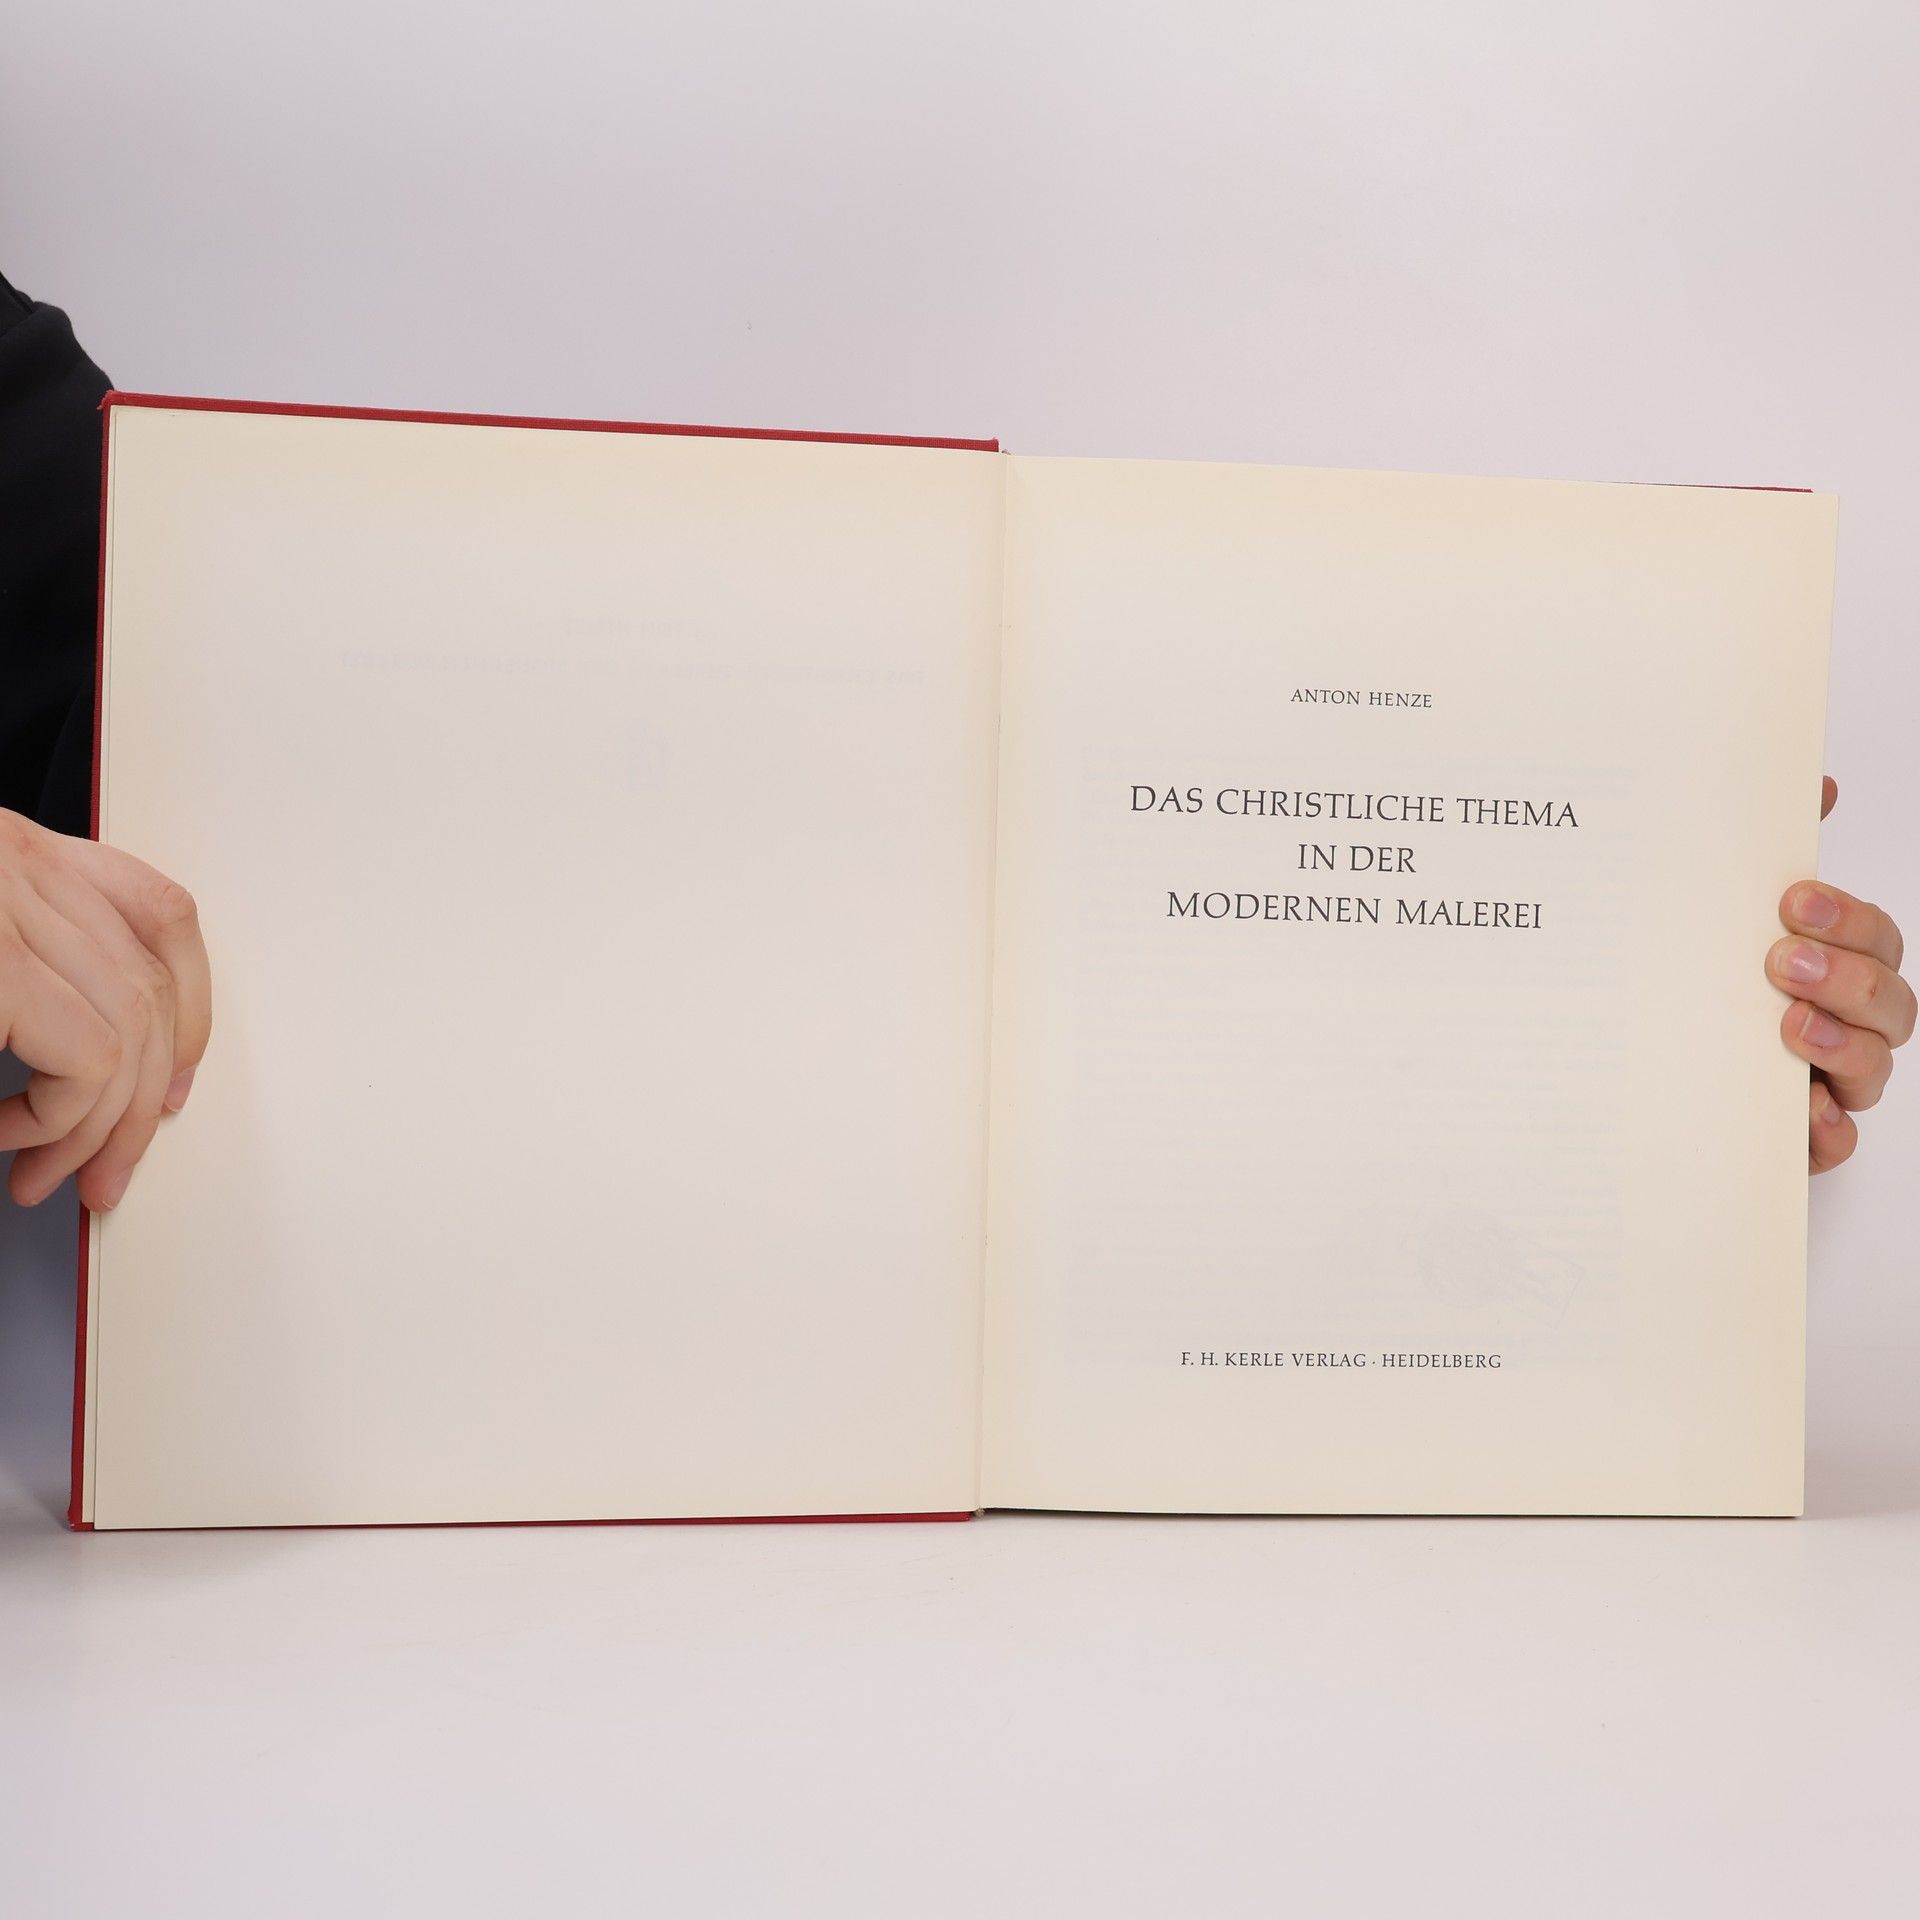 ANTON HENZE
DAS CHRISTLICHE THEMA
IN DER
MODERNEN MALEREI
F. H. KERLE VERLAG · HEIDELBERG